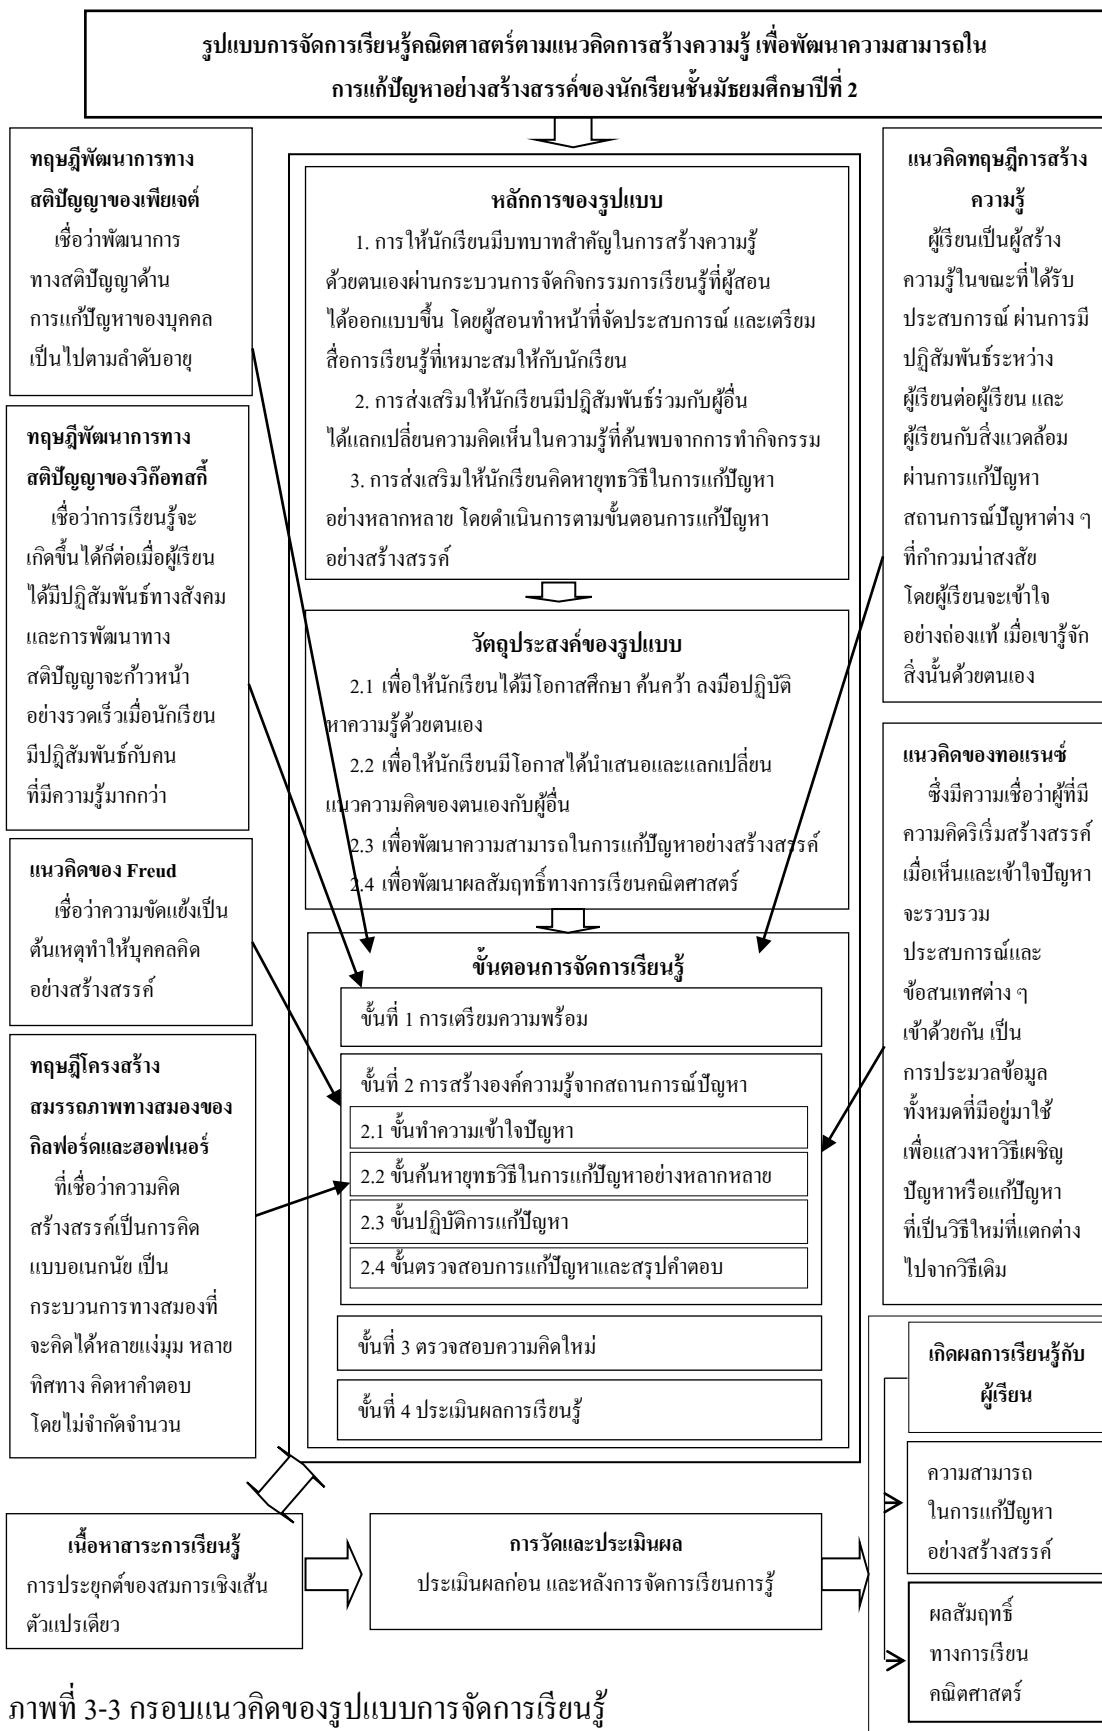 รูปแบบการจัดการเรียนรู้คณิตศาสตร์ตามแนวคิดการสร้างความรู้ เพื่อพัฒนาความสามารถใน
การแก้ปัญหาอย่างสร้างสรรค์ของนักเรียนชั้นมัธยมศึกษาปีที่ 2
ทฤษฎีพัฒนาการทาง
สติปัญญาของเพียเจต์
เชื่อว่าพัฒนาการ
ทางสติปัญญาด้าน
การแก้ปัญหาของบุคคล
เป็นไปตามลำดับอายุ
ทฤษฎีพัฒนาการทาง
สติปัญญาของวิก๊อทสกี้
เชื่อว่าการเรียนรู้จะ
เกิดขึ้นได้ก็ต่อเมื่อผู้เรียน
ได้มีปฏิสัมพันธ์ทางสังคม
และการพัฒนาทาง
สติปัญญาจะก้าวหน้า
อย่างรวดเร็วเมื่อนักเรียน
มีปฏิสัมพันธ์กับคน
ที่มีความรู้มากกว่า
แนวคิดของ Freud
เชื่อว่าความขัดแย้งเป็น
ต้นเหตุทำให้บุคคลคิด
อย่างสร้างสรรค์
ทฤษฎีโครงสร้าง
สมรรถภาพทางสมองของ
กิลฟอร์ดและฮอฟเนอร์
ที่เชื่อว่าความคิด
สร้างสรรค์เป็นการคิด
แบบอเนกนัย เป็น
กระบวนการทางสมองที่
จะคิดได้หลายแง่มุม หลาย
ทิศทาง คิดหาคำตอบ
โดยไม่จำกัดจำนวน
หลักการของรูปแบบ
1. การให้นักเรียนมีบทบาทสำคัญในการสร้างความรู้
ด้วยตนเองผ่านกระบวนการจัดกิจกรรมการเรียนรู้ที่ผู้สอน
ได้ออกแบบขึ้น โดยผู้สอนทำหน้าที่จัดประสบการณ์ และเตรียม
สื่อการเรียนรู้ที่เหมาะสมให้กับนักเรียน
2. การส่งเสริมให้นักเรียนมีปฏิสัมพันธ์ร่วมกับผู้อื่น
ได้แลกเปลี่ยนความคิดเห็นในความรู้ที่ค้นพบจากการทำกิจกรรม
3. การส่งเสริมให้นักเรียนคิดหายุทธวิธีในการแก้ปัญหา
อย่างหลากหลาย โดยดำเนินการตามขั้นตอนการแก้ปัญหา
อย่างสร้างสรรค์
วัตถุประสงค์ของรูปแบบ
2.1 เพื่อให้นักเรียนได้มีโอกาสศึกษา ค้นคว้า ลงมือปฏิบัติ
หาความรู้ด้วยตนเอง
2.2 เพื่อให้นักเรียนมีโอกาสได้นำเสนอและแลกเปลี่ยน
แนวความคิดของตนเองกับผู้อื่น
2.3 เพื่อพัฒนาความสามารถในการแก้ปัญหาอย่างสร้างสรรค์
2.4 เพื่อพัฒนาผลสัมฤทธิ์ทางการเรียนคณิตศาสตร์
ขั้นตอนการจัดการเรียนรู้
ขั้นที่ 1 การเตรียมความพร้อม
ขั้นที่ 2 การสร้างองค์ความรู้จากสถานการณ์ปัญหา
2.1 ขั้นทำความเข้าใจปัญหา
2.2 ขั้นค้นหายุทธวิธีในการแก้ปัญหาอย่างหลากหลาย
2.3 ขั้นปฏิบัติการแก้ปัญหา
2.4 ขั้นตรวจสอบการแก้ปัญหาและสรุปคำตอบ
ขั้นที่ 3 ตรวจสอบความคิดใหม่
ขั้นที่ 4 ประเมินผลการเรียนรู้
แนวคิดทฤษฎีการสร้าง
ความรู้
ผู้เรียนเป็นผู้สร้าง
ความรู้ในขณะที่ได้รับ
ประสบการณ์ ผ่านการมี
ปฏิสัมพันธ์ระหว่าง
ผู้เรียนต่อผู้เรียน และ
ผู้เรียนกับสิ่งแวดล้อม
ผ่านการแก้ปัญหา
สถานการณ์ปัญหาต่าง ๆ
ที่กำกวมน่าสงสัย
โดยผู้เรียนจะเข้าใจ
อย่างถ่องแท้ เมื่อเขารู้จัก
สิ่งนั้นด้วยตนเอง
แนวคิดของทอแรนซ์
ซึ่งมีความเชื่อว่าผู้ที่มี
ความคิดริเริ่มสร้างสรรค์
เมื่อเห็นและเข้าใจปัญหา
จะรวบรวม
ประสบการณ์และ
ข้อสนเทศต่าง ๆ
เข้าด้วยกัน เป็น
การประมวลข้อมูล
ทั้งหมดที่มีอยู่มาใช้
เพื่อแสวงหาวิธีเผชิญ
ปัญหาหรือแก้ปัญหา
ที่เป็นวิธีใหม่ที่แตกต่าง
ไปจากวิธีเดิม
เนื้อหาสาระการเรียนรู้
การประยุกต์ของสมการเชิงเส้น
ตัวแปรเดียว
การวัดและประเมินผล
ประเมินผลก่อน และหลังการจัดการเรียนการรู้
เกิดผลการเรียนรู้กับ
ผู้เรียน
ความสามารถ
ในการแก้ปัญหา
อย่างสร้างสรรค์
ผลสัมฤทธิ์
ทางการเรียน
คณิตศาสตร์
ภาพที่ 3-3 กรอบแนวคิดของรูปแบบการจัดการเรียนรู้